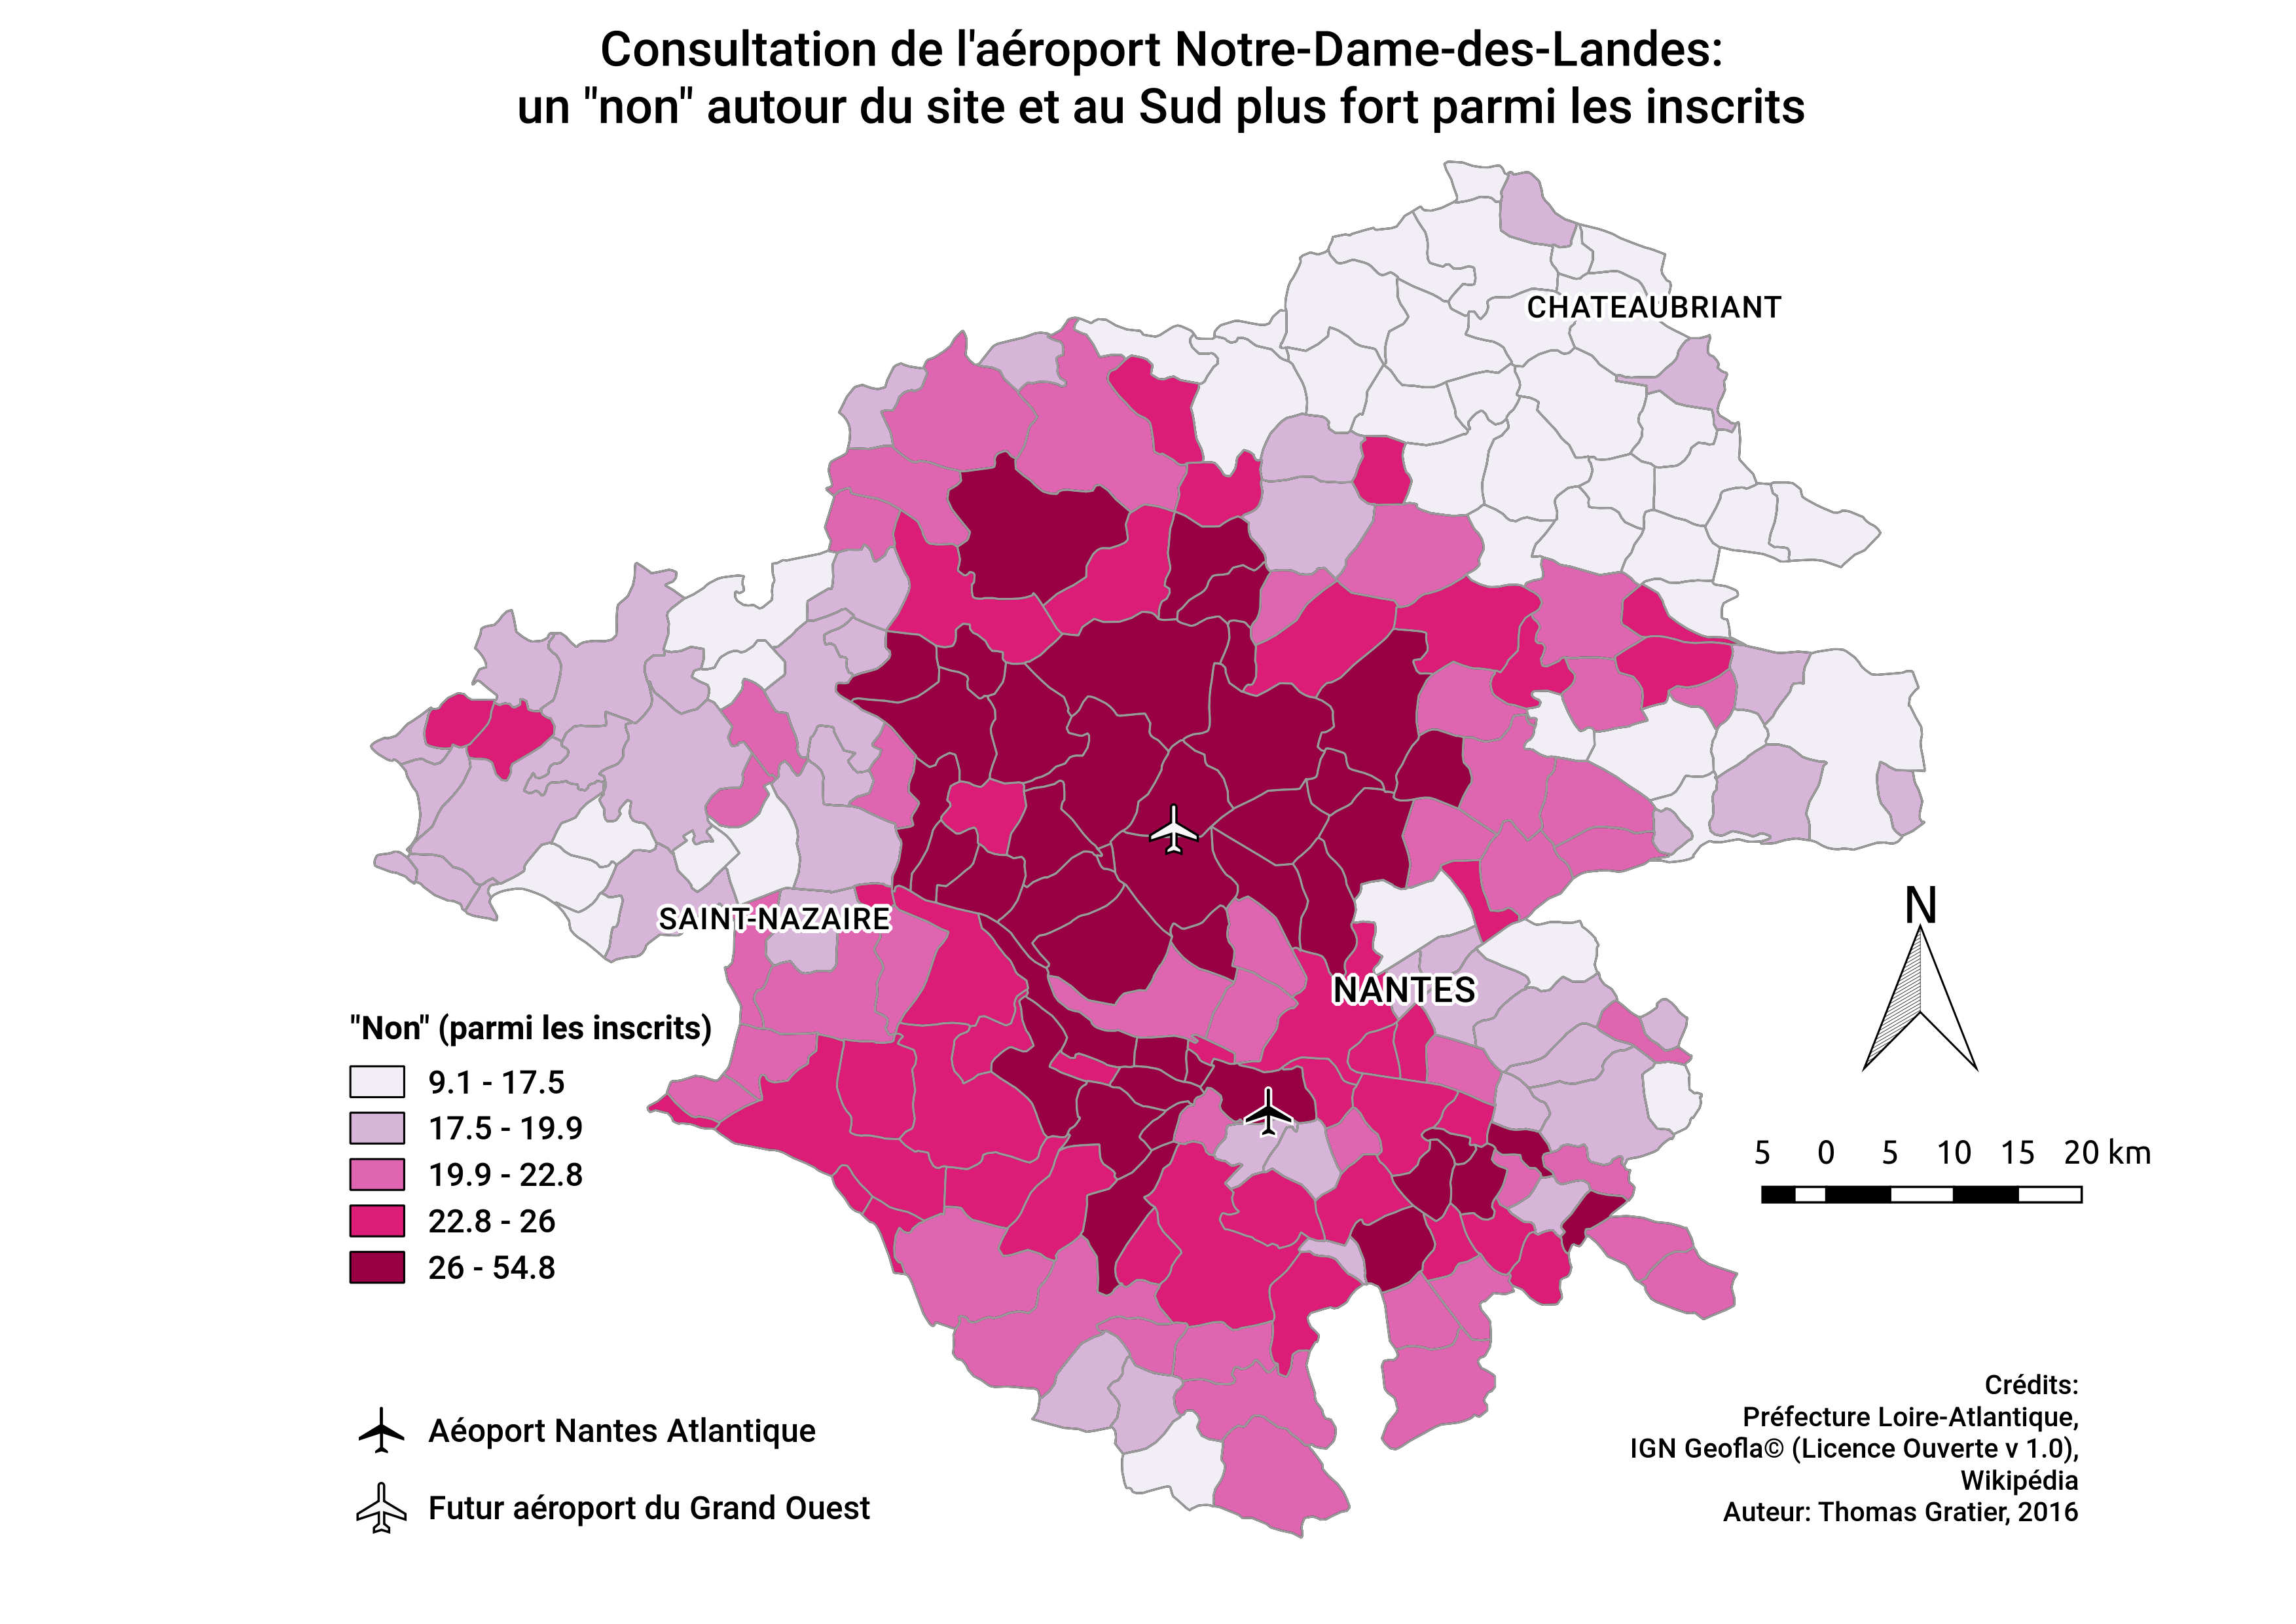 Consultation de l'aéroport Notre-Dame-des-Landes:
un "non" autour du site et au Sud plus fort parmi les inscrits
CHATEAUBRIANT
SAINT-NAZAIRE
NANTES
N
"Non" (parmi les inscrits)
9.1 - 17.5
17.5 - 19.9
19.9 - 22.8
22.8 - 26
26 - 54.8
5 0 5 10 15 20 km
Aéoport Nantes Atlantique
Futur aéroport du Grand Ouest
Crédits:
Préfecture Loire-Atlantique,
IGN Geofla© (Licence Ouverte v 1.0),
Wikipédia
Auteur: Thomas Gratier, 2016